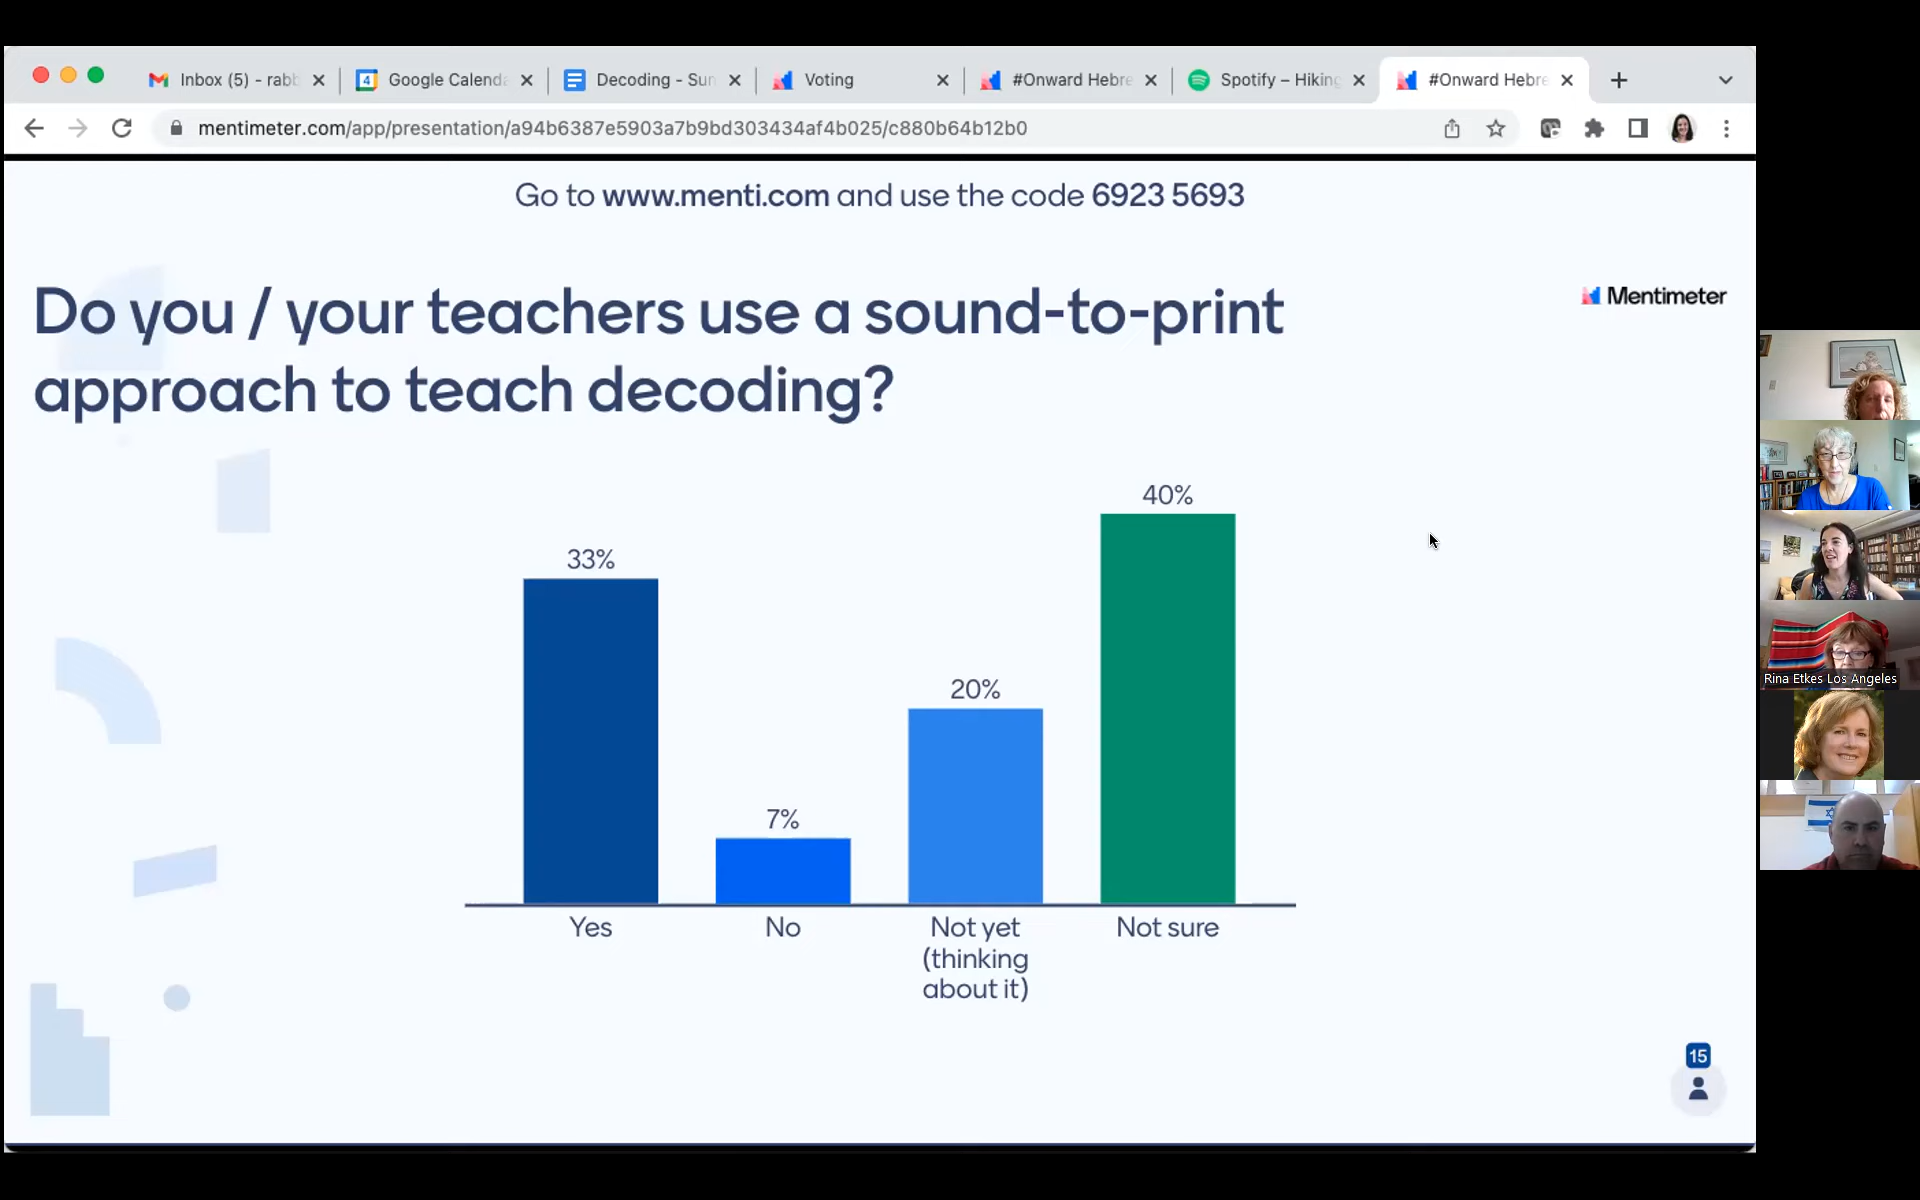 Inbox (5) - rabb
Google Calenda
Decoding - Sun
Voting
#Onward Hebre
Spotify – Hiking
#Onward Hebre
mentimeter.com/app/presentation/a94b6387e5903a7b9bd303434af4b025/c880b64b12b0
Go to www.menti.com and use the code 6923 5693
Do you / your teachers use a sound-to-print
approach to teach decoding?
Mentimeter
40%
33%
20%
7%
Yes
No
Not yet
(thinking
about it)
Not sure
15
Rina Etkes Los Angeles